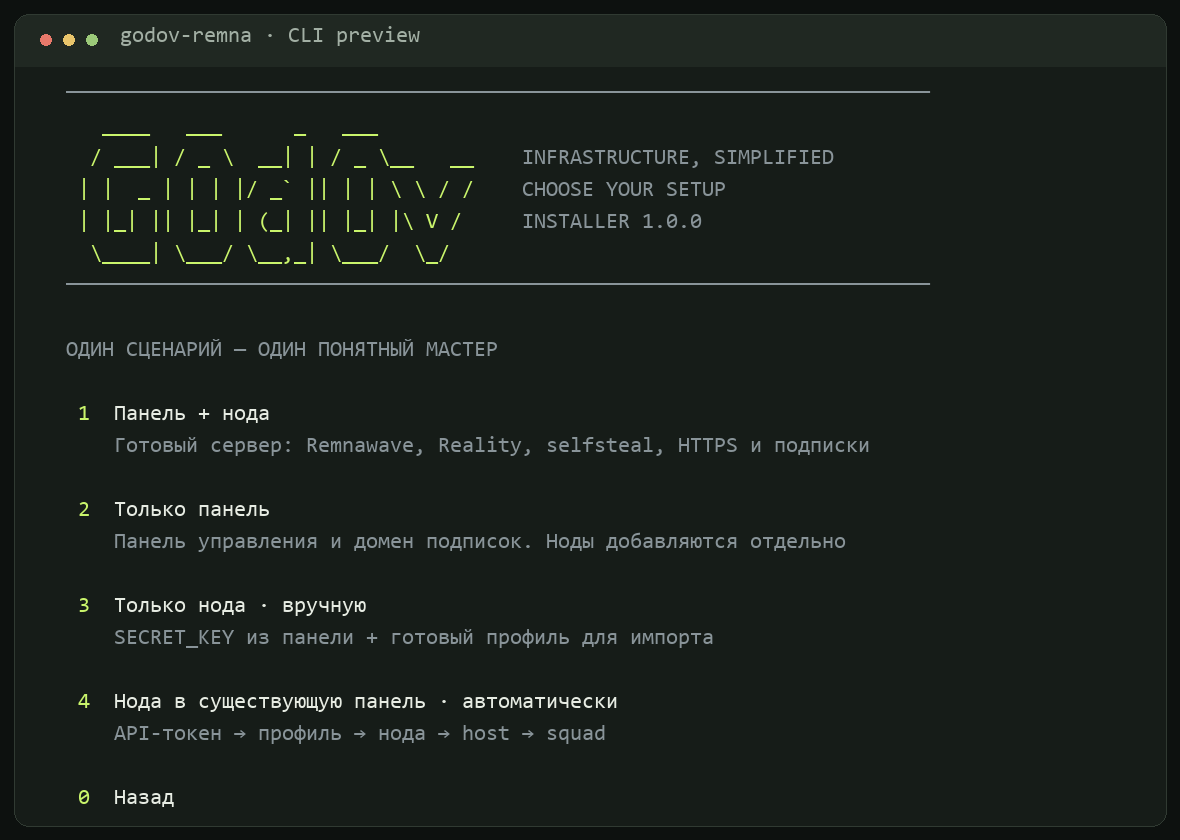 godov-remna · CLI preview
GOdOv
INFRASTRUCTURE, SIMPLIFIED
CHOOSE YOUR SETUP
INSTALLER 1.0.0
ОДИН СЦЕНАРИЙ — ОДИН ПОНЯТНЫЙ МАСТЕР
1 Панель + нода
Готовый сервер: Remnawave, Reality, selfsteal, HTTPS и подписки
2 Только панель
Панель управления и домен подписок. Ноды добавляются отдельно
3 Только нода · вручную
SECRET_KEY из панели + готовый профиль для импорта
4 Нода в существующую панель · автоматически
API-токен → профиль → нода → host → squad
0 Назад